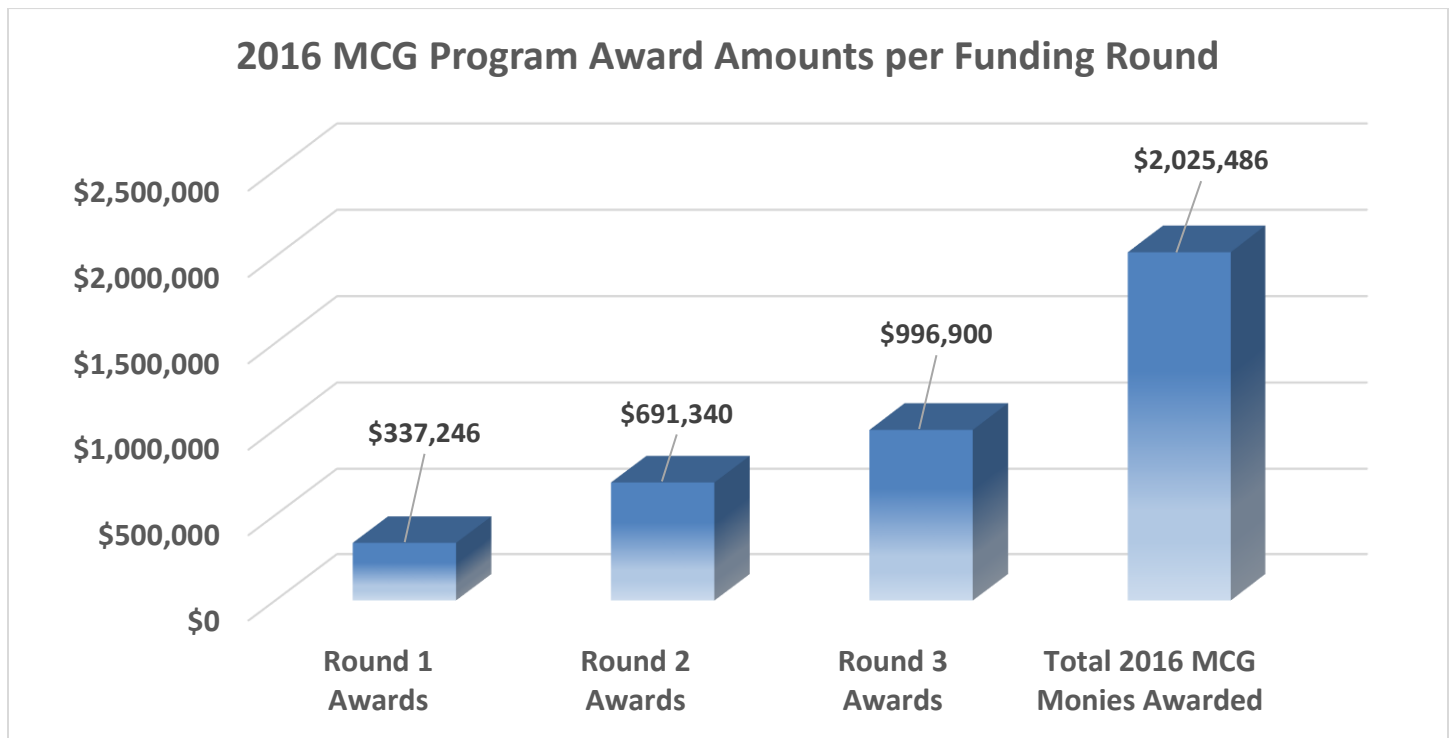 2016 MCG Program Award Amounts per Funding Round
$2,500,000
$2,000,000
$1,500,000
$1,000,000
$500,000
$0
$337,246
$691,340
$996,900
$2,025,486
Round 1
Awards
Round 2
Awards
Round 3
Awards
Total 2016 MCG
Monies Awarded